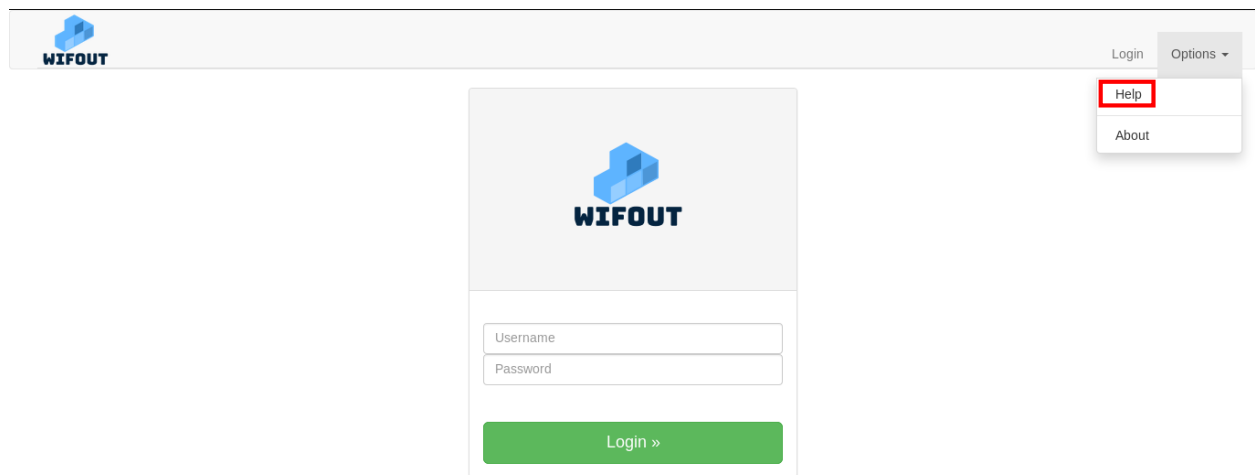 WIFOUT
Login Options
Help
About
WIFOUT
Username
Password
Login »